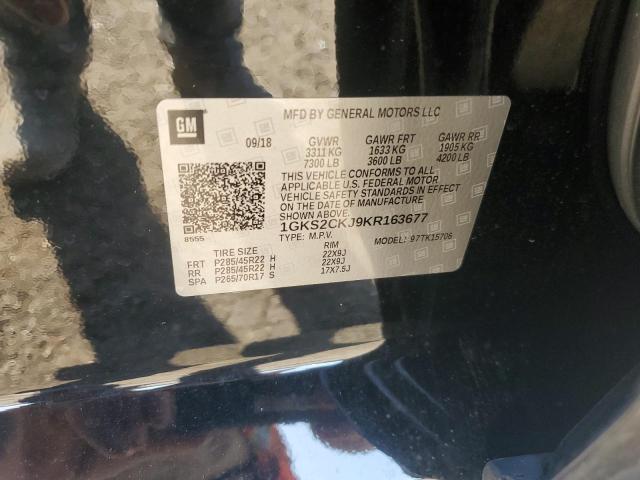 GM
MFD BY GENERAL MOTORS LLC
09/18 GVWR GAWR FRT GAWR RR
3311 KG 1633 KG 1905 KG
7300 LB 3600 LB 4200 LB
THIS VEHICLE CONFORMS TO ALL
APPLICABLE U.S. FEDERAL MOTOR
VEHICLE SAFETY STANDARDS IN EFFECT
ON THE DATE OF MANUFACTURE
SHOWN ABOVE.
1GKS2CKJ9KR163677
8555 TYPE: M.P.V. MODEL: 97TK15706
TIRE SIZE RIM
FRT P285/45R22 H 22X9J
RR P285/45R22 H 22X9J
SPA P265/70R17 S 17X7.5J